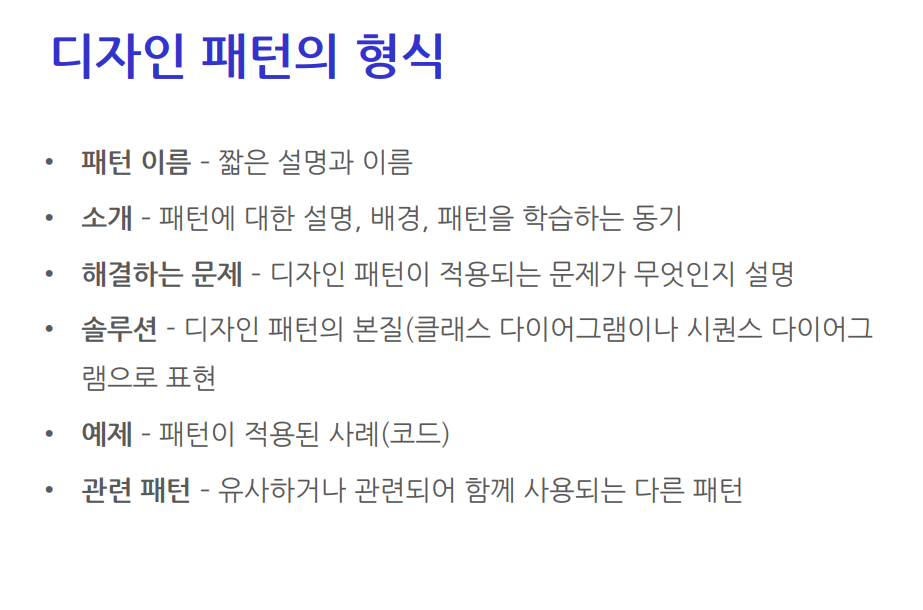 디자인 패턴의 형식
• 패턴 이름 - 짧은 설명과 이름
• 소개 - 패턴에 대한 설명, 배경, 패턴을 학습하는 동기
• 해결하는 문제 - 디자인 패턴이 적용되는 문제가 무엇인지 설명
• 솔루션 - 디자인 패턴의 본질(클래스 다이어그램이나 시퀀스 다이어그
램으로 표현
• 예제 - 패턴이 적용된 사례(코드)
• 관련 패턴 - 유사하거나 관련되어 함께 사용되는 다른 패턴